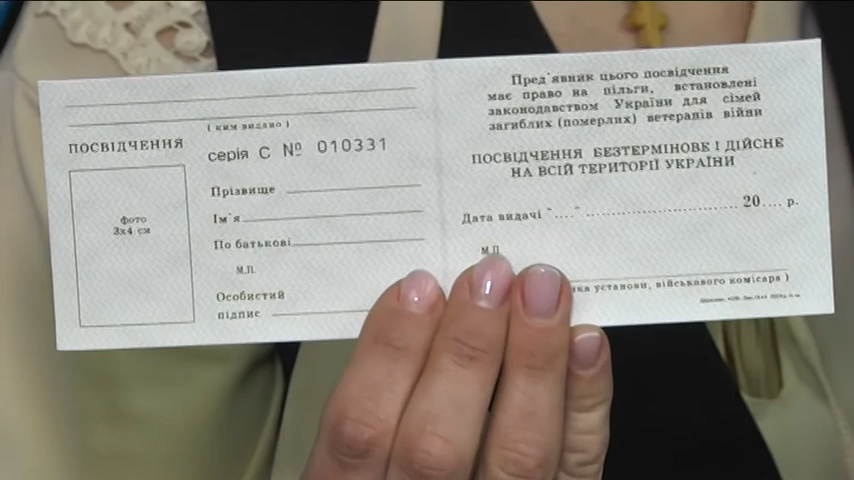 ( ким видано )
ПОСВІДЧЕННЯ
серія С № 010331
фото
3х4 см
Прізвище
Ім'я
По батькові
М.П.
Особистий
підпис
Пред'явник цього посвідчення
має право на пільги, встановлені
законодавством України для сімей
загиблих (померлих) ветеранів війни
ПОСВІДЧЕННЯ БЕЗТЕРМІНОВЕ І ДІЙСНЕ
НА ВСІЙ ТЕРИТОРІЇ УКРАЇНИ
Дата видачі "...." ................................ 20.... р.
М.П.
установи, військового комісара )